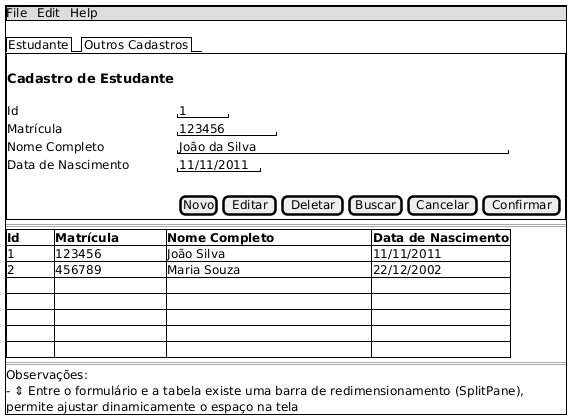 File Edit Help
Estudante Outros Cadastros
Cadastro de Estudante
Id 1
Matrícula 123456
Nome Completo João da Silva
Data de Nascimento 11/11/2011
Novo Editar Deletar Buscar Cancelar Confirmar
Id Matrícula Nome Completo Data de Nascimento
1 123456 João Silva 11/11/2011
2 456789 Maria Souza 22/12/2002
Observações:
- ⇕ Entre o formulário e a tabela existe uma barra de redimensionamento (SplitPane),
permite ajustar dinamicamente o espaço na tela